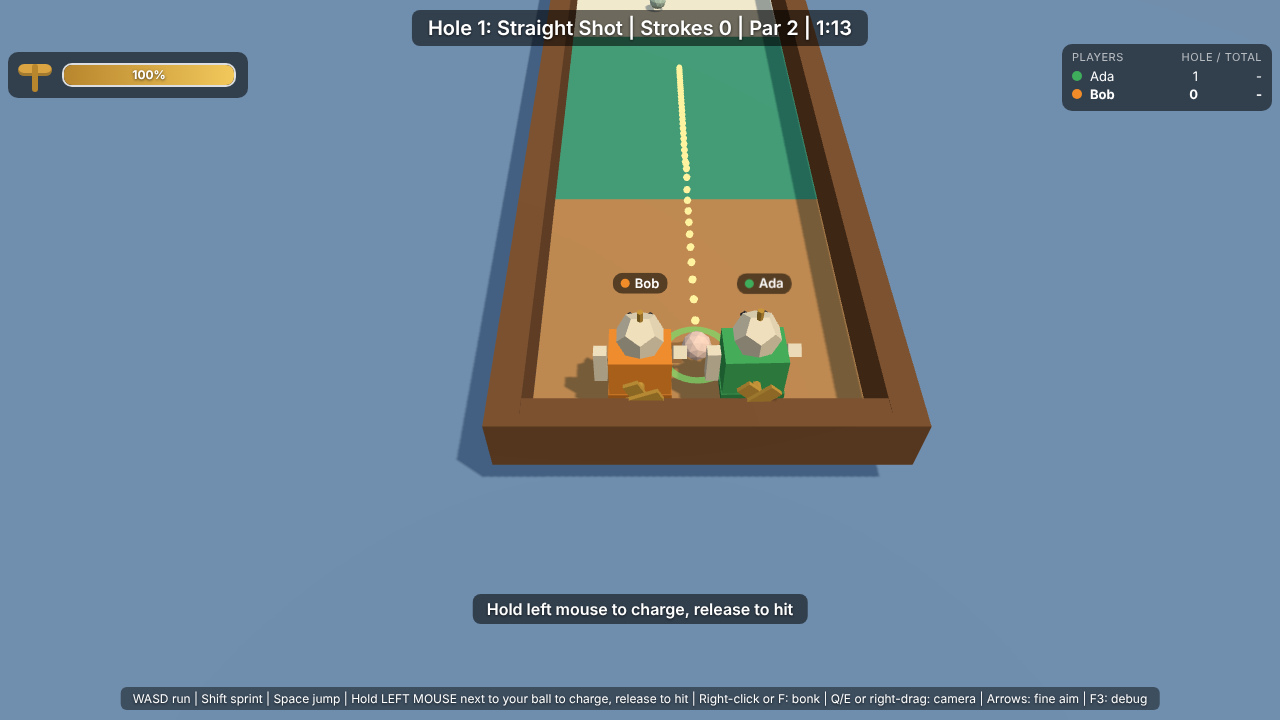 Hole 1: Straight Shot | Strokes 0 | Par 2 | 1:13
100%
PLAYERS HOLE / TOTAL
Ada 1 -
Bob 0 -
Bob
Ada
Hold left mouse to charge, release to hit
WASD run | Shift sprint | Space jump | Hold LEFT MOUSE next to your ball to charge, release to hit | Right-click or F: bonk | Q/E or right-drag: camera | Arrows: fine aim | F3: debug